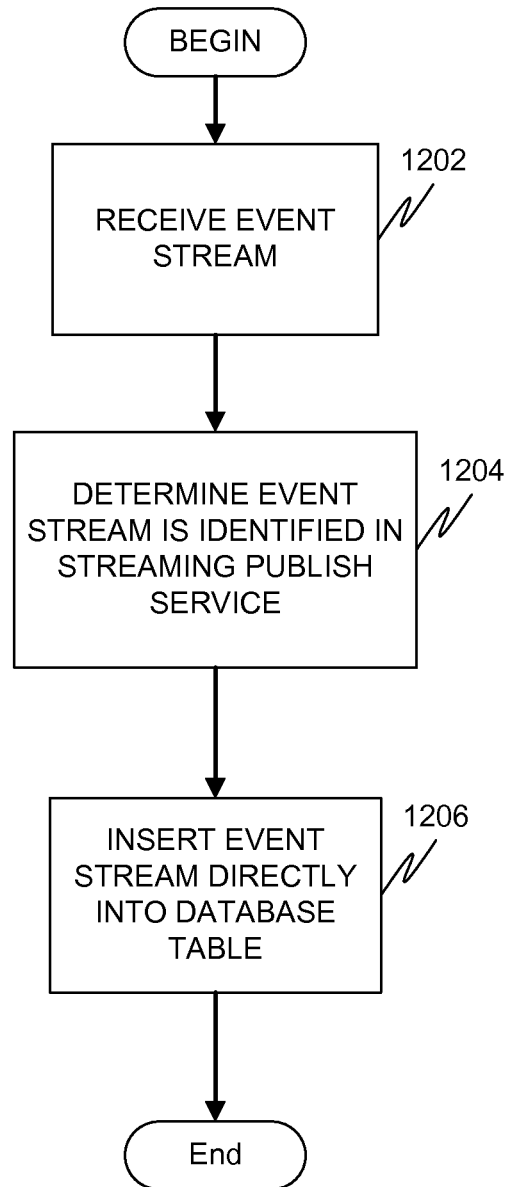 BEGIN
1202
RECEIVE EVENT
STREAM
1204
DETERMINE EVENT
STREAM IS IDENTIFIED IN
STREAMING PUBLISH
SERVICE
1206
INSERT EVENT
STREAM DIRECTLY
INTO DATABASE
TABLE
End